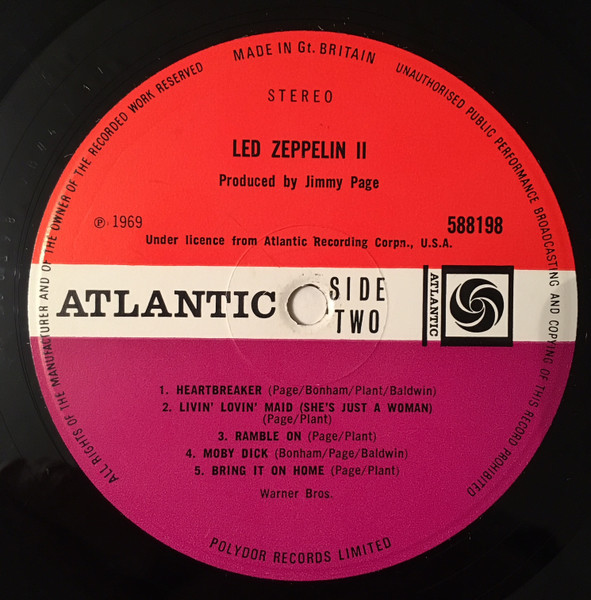 MADE IN Gt. BRITAIN
UNAUTHORISED PUBLIC PERFORMANCE BROADCASTING AND COPYING OF THIS RECORD PROHIBITED
ALL RIGHTS OF THE MANUFACTURER AND OF THE OWNER OF THE RECORDED WORK RESERVED
STEREO
LED ZEPPELIN II
Produced by Jimmy Page
℗ 1969
588198
Under licence from Atlantic Recording Corpn., U.S.A.
ATLANTIC
SIDE
TWO
ATLANTIC
1. HEARTBREAKER (Page/Bonham/Plant/Baldwin)
2. LIVIN' LOVIN' MAID (SHE'S JUST A WOMAN)
(Page/Plant)
3. RAMBLE ON (Page/Plant)
4. MOBY DICK (Bonham/Page/Baldwin)
5. BRING IT ON HOME (Page/Plant)
Warner Bros.
POLYDOR RECORDS LIMITED